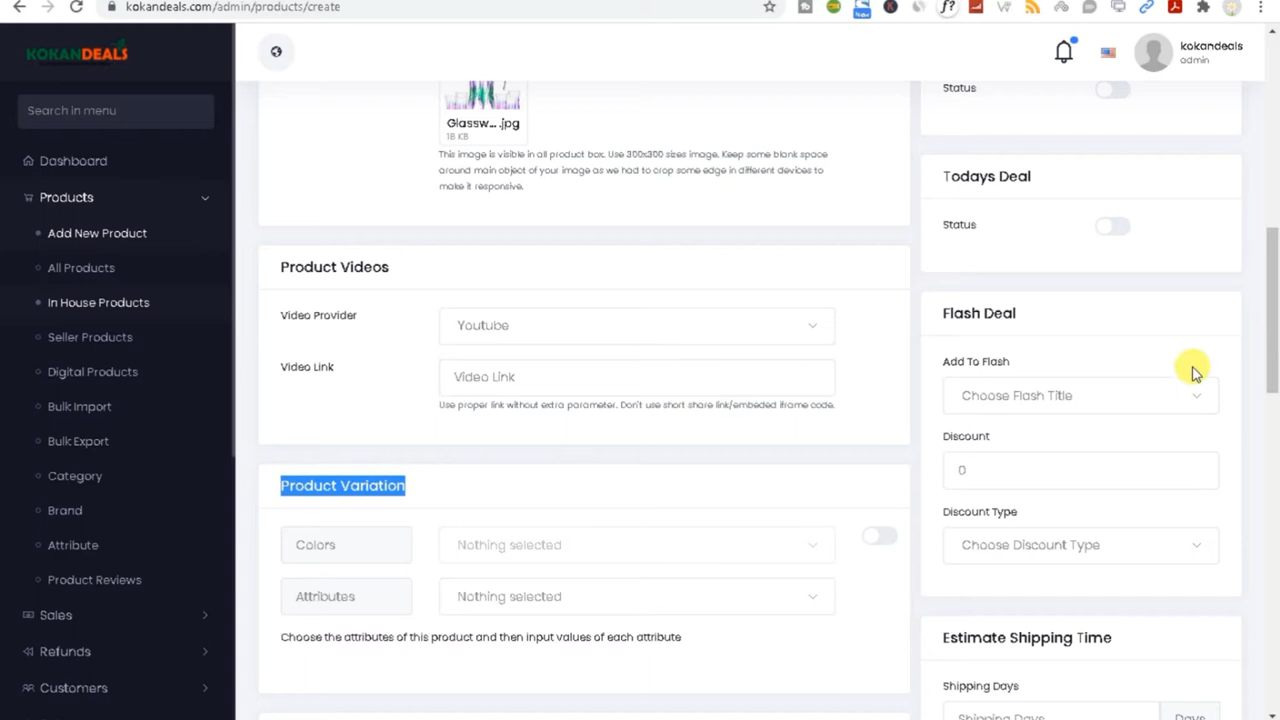 kokandeals.com/admin/products/create
KOKANDEALS
kokandeals
admin
Search in menu
Dashboard
Products
Add New Product
All Products
In House Products
Seller Products
Digital Products
Bulk Import
Bulk Export
Category
Brand
Attribute
Product Reviews
Sales
Refunds
Customers
Glassw... .jpg
18 KB
This image is visible in all product box. Use 300x300 sizes image. Keep some blank space
around main object of your image as we had to crop some edge in different devices to
make it responsive.
Product Videos
Video Provider
Youtube
Video Link
Video Link
Use proper link without extra parameter. Don't use short share link/embeded iframe code.
Product Variation
Colors
Nothing selected
Attributes
Nothing selected
Choose the attributes of this product and then input values of each attribute
Status
Todays Deal
Status
Flash Deal
Add To Flash
Choose Flash Title
Discount
0
Discount Type
Choose Discount Type
Estimate Shipping Time
Shipping Days
Shipping Days
Days